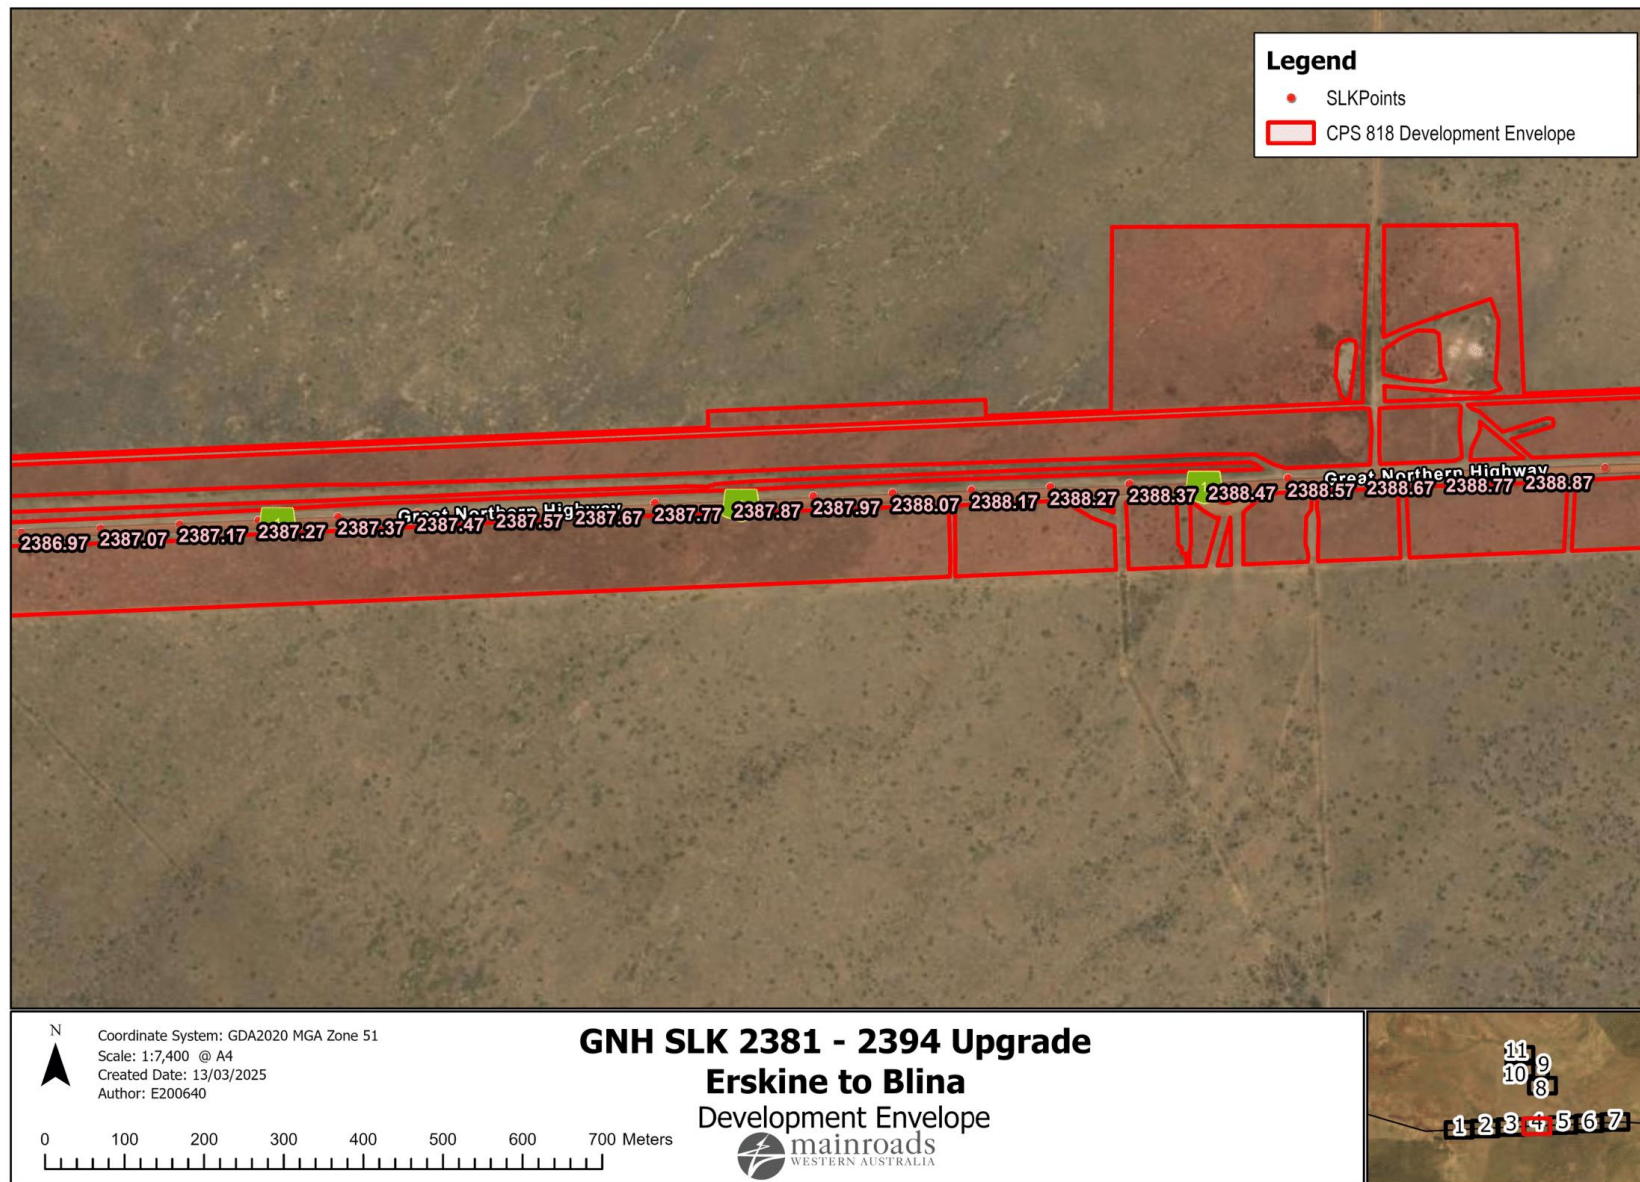 Legend
SLKPoints
CPS 818 Development Envelope
Great Northern Highway
Great Northern Highway
2386.97
2387.07
2387.17
2387.27
2387.37
2387.47
2387.57
2387.67
2387.77
2387.87
2387.97
2388.07
2388.17
2388.27
2388.37
2388.47
2388.57
2388.67
2388.77
2388.87
N
Coordinate System: GDA2020 MGA Zone 51
Scale: 1:7,400 @ A4
Created Date: 13/03/2025
Author: E200640
0 100 200 300 400 500 600 700 Meters
GNH SLK 2381 - 2394 Upgrade
Erskine to Blina
Development Envelope
mainroads
WESTERN AUSTRALIA
11
10 9
8
1 2 3 4 5 6 7